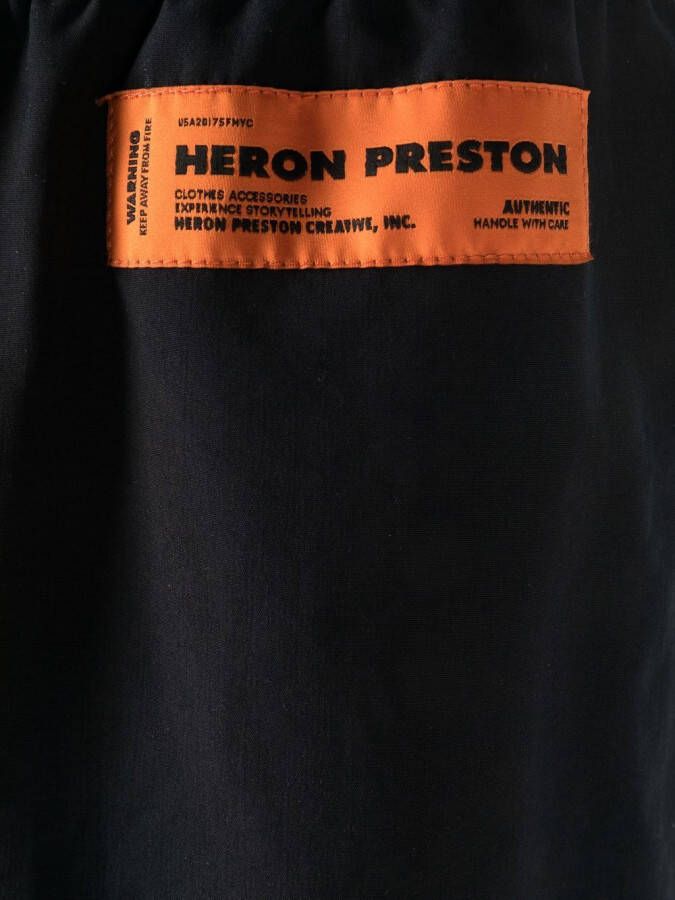 WARNING
KEEP AWAY FROM FIRE
USA20175FNYC
HERON PRESTON
CLOTHES ACCESSORIES
EXPERIENCE STORYTELLING
HERON PRESTON CREATIVE, INC.
AUTHENTIC
HANDLE WITH CARE